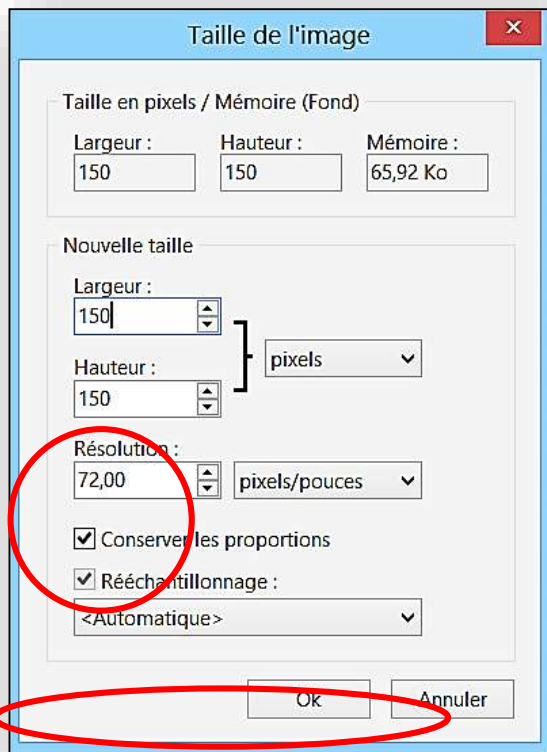 Taille de l'image
Taille en pixels / Mémoire (Fond)
Largeur : Hauteur : Mémoire :
150 150 65,92 Ko
Nouvelle taille
Largeur :
150
pixels
Hauteur :
150
Résolution :
72,00 pixels/pouces
Conserver les proportions
Rééchantillonnage :
<Automatique>
Ok Annuler